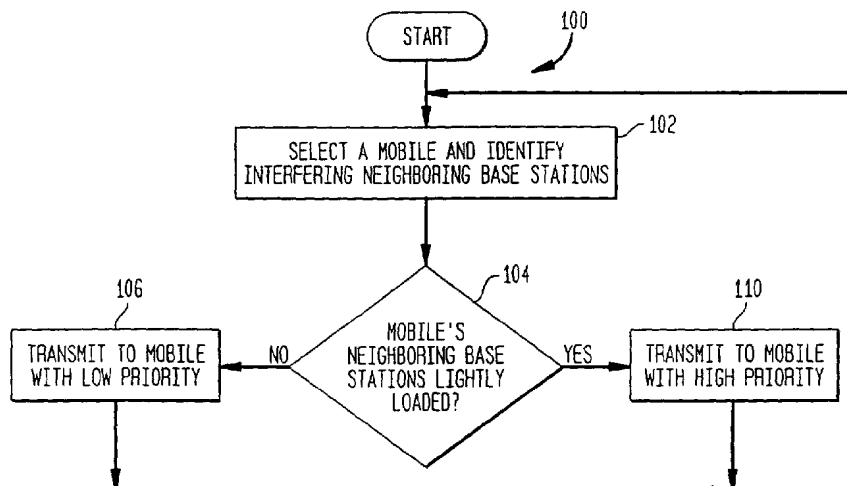 START
100
102
SELECT A MOBILE AND IDENTIFY
INTERFERING NEIGHBORING BASE STATIONS
104
106
110
MOBILE'S
NEIGHBORING BASE
STATIONS LIGHTLY
LOADED?
NO
YES
TRANSMIT TO MOBILE
WITH LOW PRIORITY
TRANSMIT TO MOBILE
WITH HIGH PRIORITY